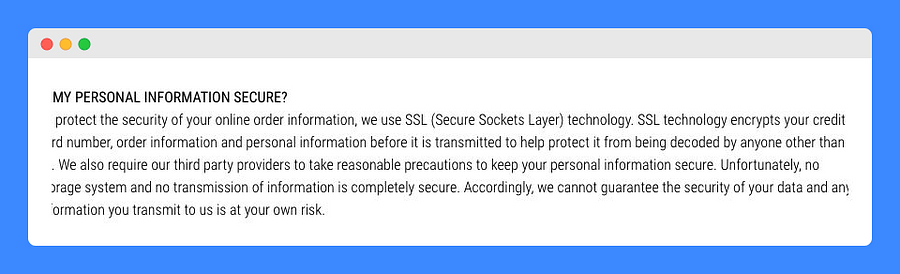 MY PERSONAL INFORMATION SECURE?
protect the security of your online order information, we use SSL (Secure Sockets Layer) technology. SSL technology encrypts your credit
rd number, order information and personal information before it is transmitted to help protect it from being decoded by anyone other than
. We also require our third party providers to take reasonable precautions to keep your personal information secure. Unfortunately, no
orage system and no transmission of information is completely secure. Accordingly, we cannot guarantee the security of your data and any
ormation you transmit to us is at your own risk.